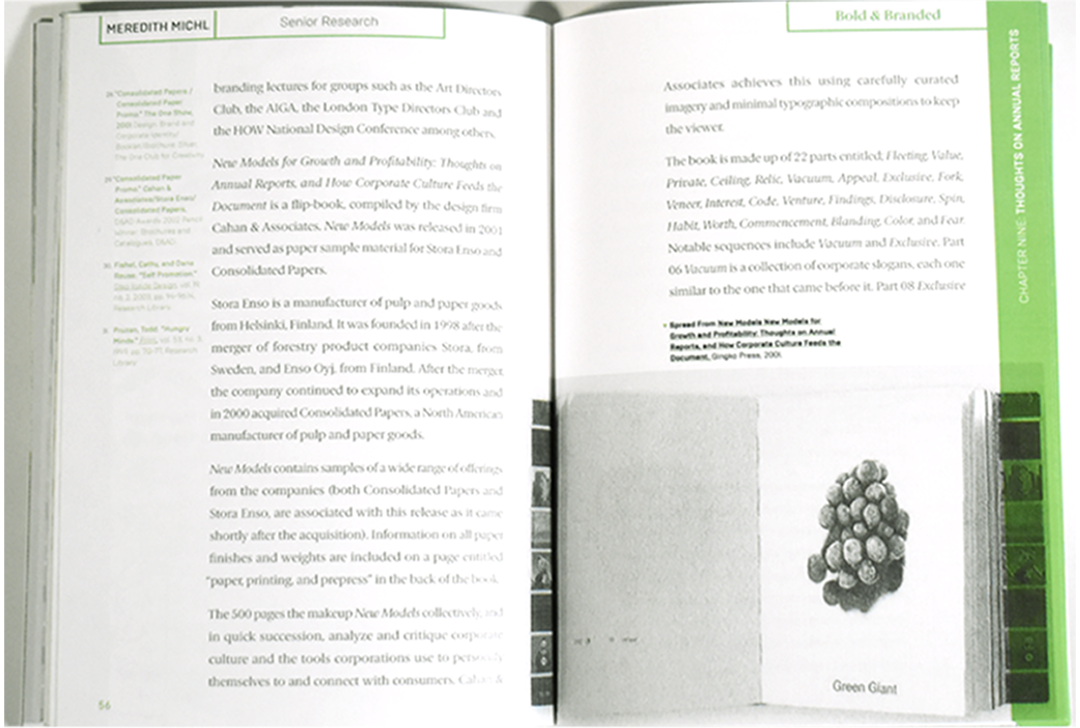 MEREDITH MICHL
Senior Research
26 "Consolidated Papers /
Consolidated Paper
Promo." The One Show,
2001 Design, Brand and
Corporate Identity/
The One Club for Creativity
29 "Consolidated Paper
Promo." Cahan &
Associates/Stora Enso/
Consolidated Papers,
D&AD Awards 2002 Pencil
Winner. Brochures and
Catalogues, D&AD.
30. Fishel, Cathy, and Dana
"Self Promotion,"
Research Library.
31. Pruzan, Todd. "Hungry
Minds." Print, vol. 53, no. 3,
1999, pp. 70-77, Research
Library
branding lectures for groups such as the Art Directors
Club, the AIGA, the London Type Directors Club and
the HOW National Design Conference among others.
New Models for Growth and Profitability: Thoughts on
Annual Reports, and How Corporate Culture Feeds the
Document is a flip-book, compiled by the design firm
Cahan & Associates. New Models was released in 2001
and served as paper sample material for Stora Enso and
Consolidated Papers.
Stora Enso is a manufacturer of pulp and paper goods
from Helsinki, Finland. It was founded in 1998 after the
merger of forestry product companies Stora, from
Sweden, and Enso Oyj, from Finland. After the merger
the company continued to expand its operations and
in 2000 acquired Consolidated Papers, a North American
manufacturer of pulp and paper goods.
New Models contains samples of a wide range of offerings
from the companies (both Consolidated Papers and
Stora Enso, are associated with this release as it came
shortly after the acquisition). Information on all paper
finishes and weights are included on a page entitled
"paper, printing, and prepress" in the back of the book.
The 500 pages the makeup New Models collectively, and
in quick succession, analyze and critique corporate
culture and the tools corporations use to personify
themselves to and connect with consumers. Cahan &
56
Bold & Branded
Associates achieves this using carefully curated
imagery and minimal typographic compositions to keep
the viewer.
The book is made up of 22 parts entitled; Fleeting, Value,
Private, Ceiling, Relic, Vacuum, Appeal, Exclusive, Fork,
Veneer, Interest, Code, Venture, Findings, Disclosure, Spin,
Habit, Worth, Commencement, Blanding, Color, and Fear.
Notable sequences include Vacuum and Exclusive. Part
06 Vacuum is a collection of corporate slogans, each one
similar to the one that came before it. Part 08 Exclusive
Spread From New Models New Models for
Growth and Profitability: Thoughts on Annual
Reports, and How Corporate Culture Feeds the
Document, Gingko Press, 2001.
Green Giant
CHAPTER NINE: THOUGHTS ON ANNUAL REPORTS